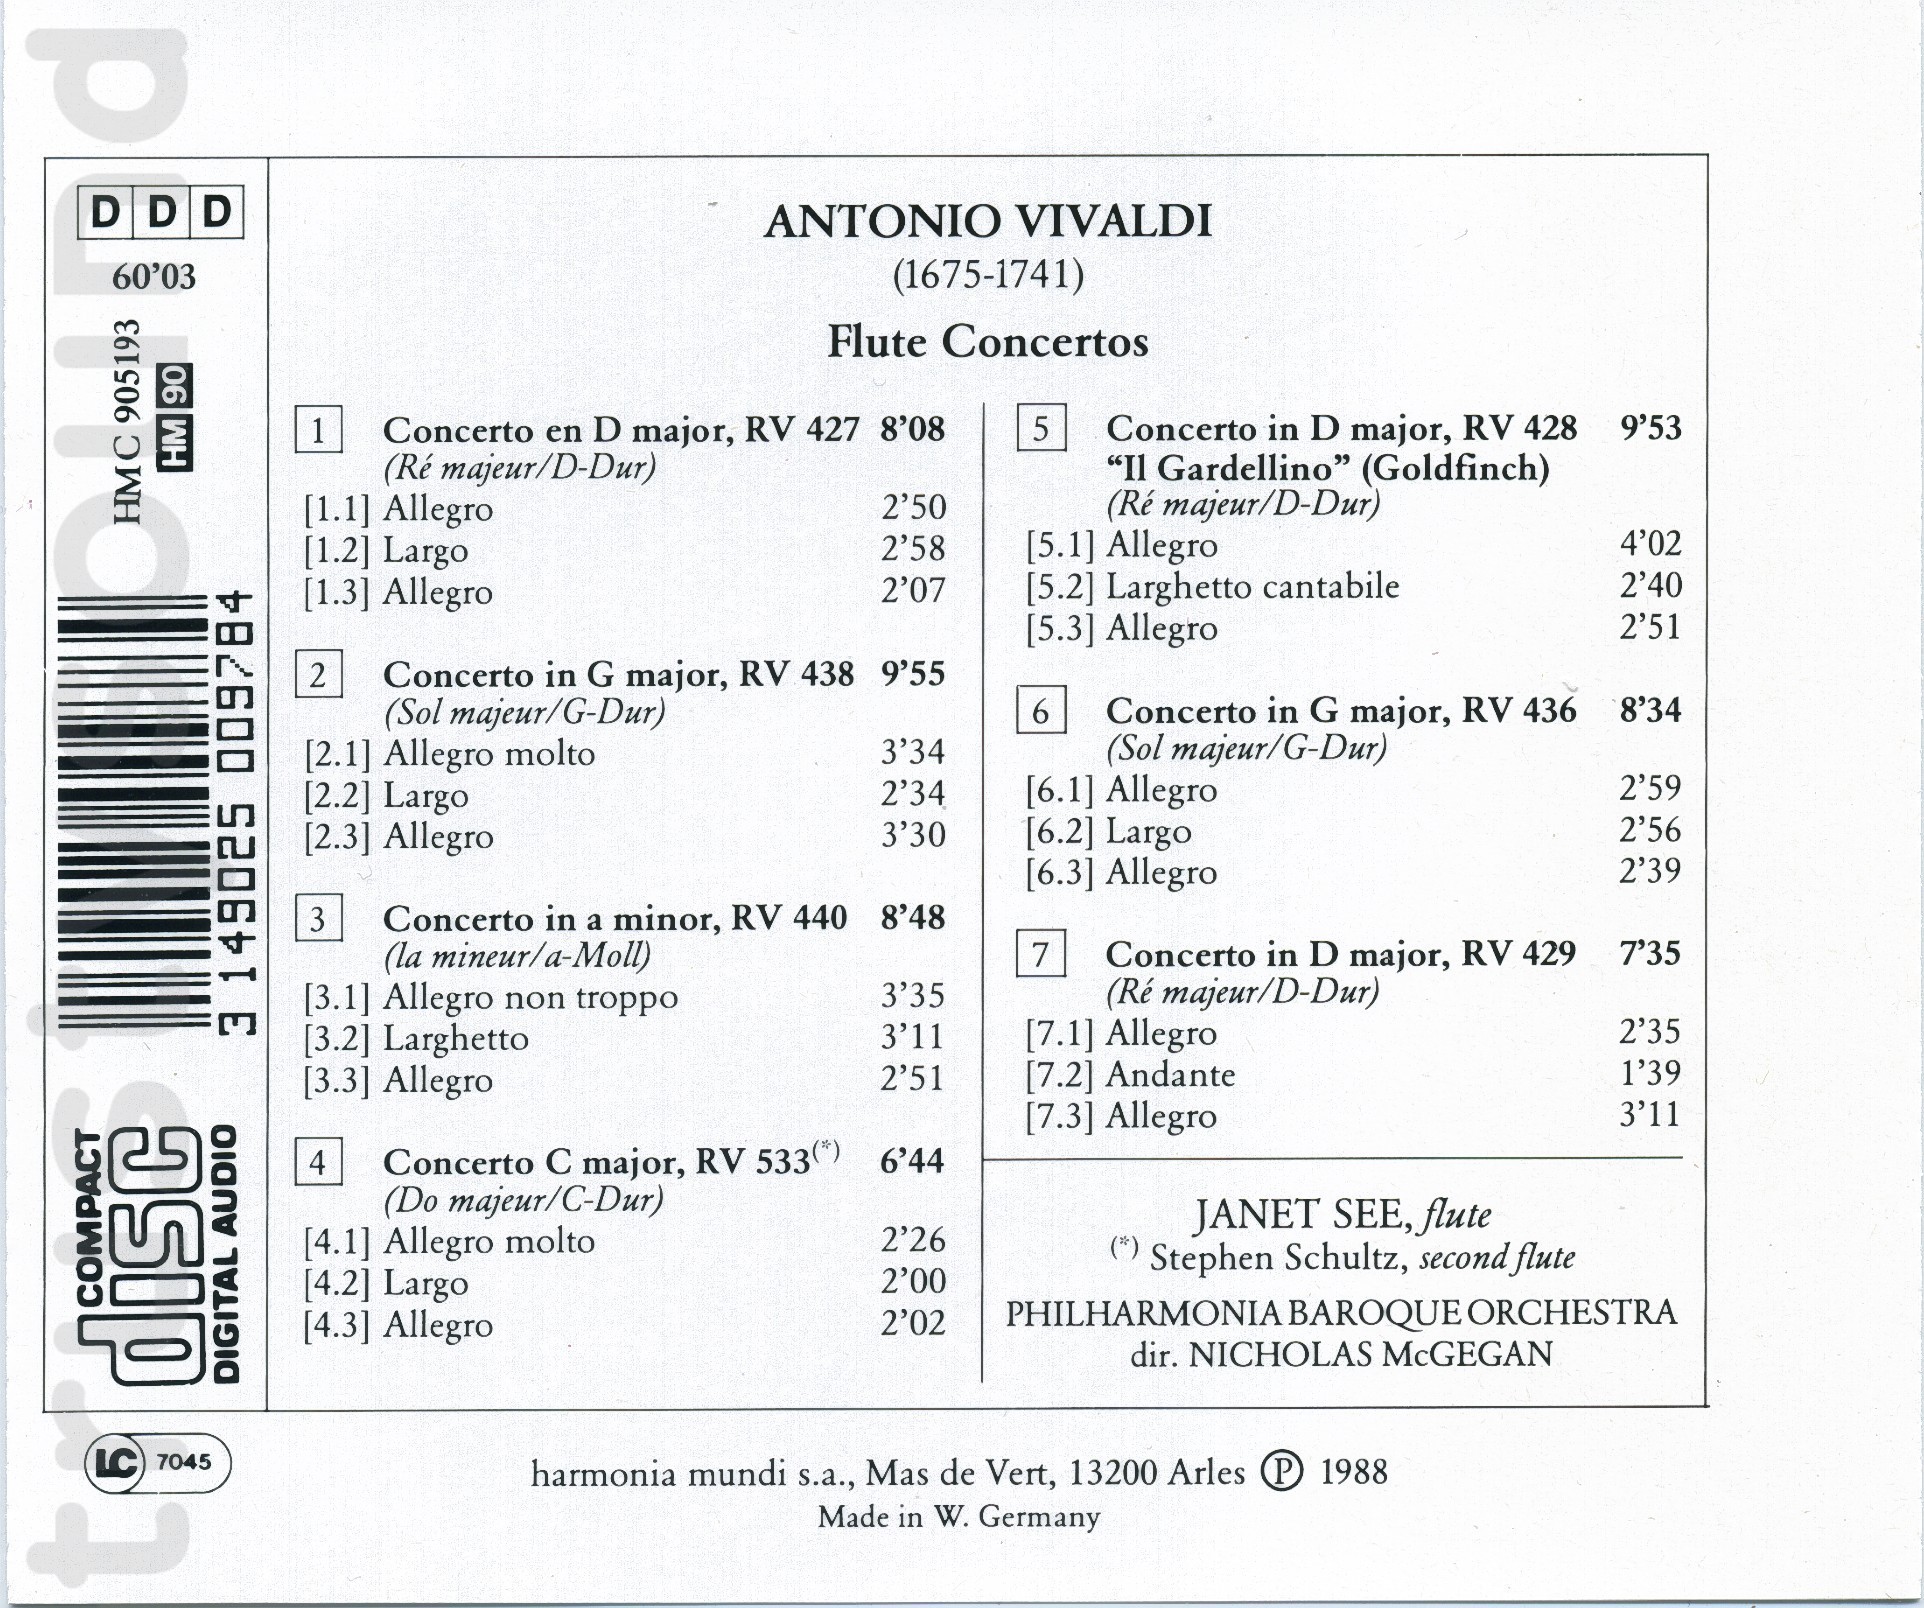 D D D
60'03
HMC 905193
HM 90
3 149025 009784
COMPACT
disc
DIGITAL AUDIO
LC 7045
ANTONIO VIVALDI
(1675-1741)
Flute Concertos
1 Concerto en D major, RV 427 8'08
(Ré majeur/D-Dur)
[1.1] Allegro 2'50
[1.2] Largo 2'58
[1.3] Allegro 2'07
2 Concerto in G major, RV 438 9'55
(Sol majeur/G-Dur)
[2.1] Allegro molto 3'34
[2.2] Largo 2'34
[2.3] Allegro 3'30
3 Concerto in a minor, RV 440 8'48
(la mineur/a-Moll)
[3.1] Allegro non troppo 3'35
[3.2] Larghetto 3'11
[3.3] Allegro 2'51
4 Concerto C major, RV 533(*) 6'44
(Do majeur/C-Dur)
[4.1] Allegro molto 2'26
[4.2] Largo 2'00
[4.3] Allegro 2'02
5 Concerto in D major, RV 428 9'53
“Il Gardellino” (Goldfinch)
(Ré majeur/D-Dur)
[5.1] Allegro 4'02
[5.2] Larghetto cantabile 2'40
[5.3] Allegro 2'51
6 Concerto in G major, RV 436 8'34
(Sol majeur/G-Dur)
[6.1] Allegro 2'59
[6.2] Largo 2'56
[6.3] Allegro 2'39
7 Concerto in D major, RV 429 7'35
(Ré majeur/D-Dur)
[7.1] Allegro 2'35
[7.2] Andante 1'39
[7.3] Allegro 3'11
JANET SEE, flute
(*) Stephen Schultz, second flute
PHILHARMONIA BAROQUE ORCHESTRA
dir. NICHOLAS McGEGAN
harmonia mundi s.a., Mas de Vert, 13200 Arles Ⓟ 1988
Made in W. Germany